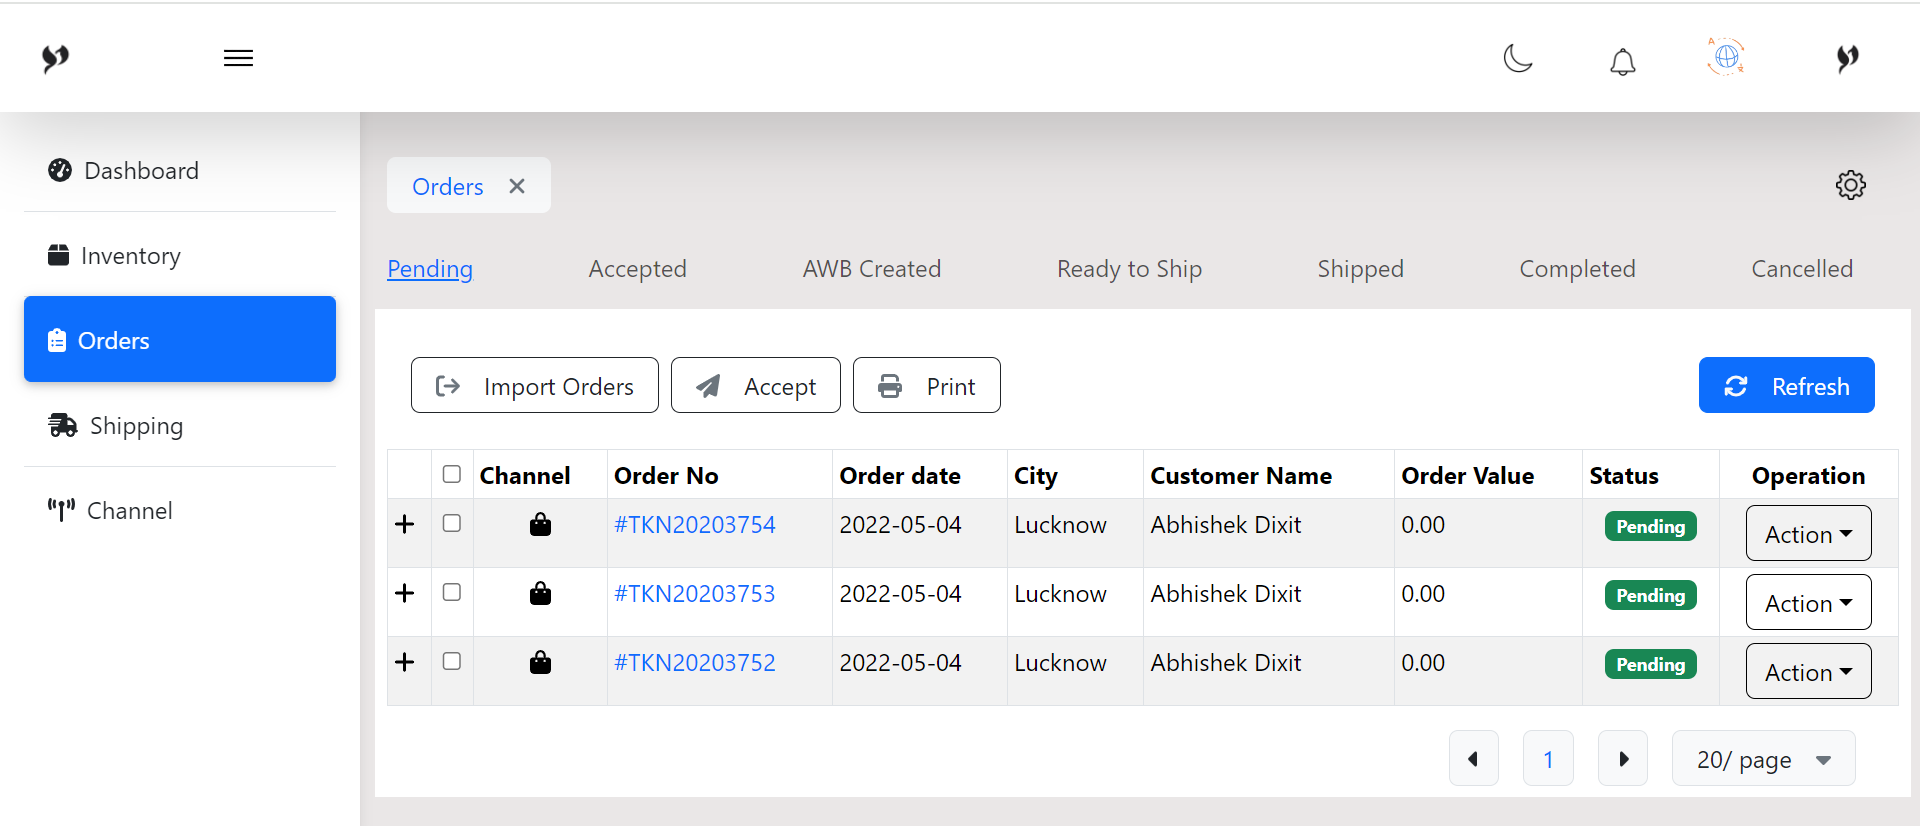 Dashboard
Inventory
Orders
Shipping
Channel
Orders
Pending Accepted AWB Created Ready to Ship Shipped Completed Cancelled
Import Orders Accept Print Refresh
Channel Order No Order date City Customer Name Order Value Status Operation
#TKN20203754 2022-05-04 Lucknow Abhishek Dixit 0.00 Pending Action
#TKN20203753 2022-05-04 Lucknow Abhishek Dixit 0.00 Pending Action
#TKN20203752 2022-05-04 Lucknow Abhishek Dixit 0.00 Pending Action
1 20/ page